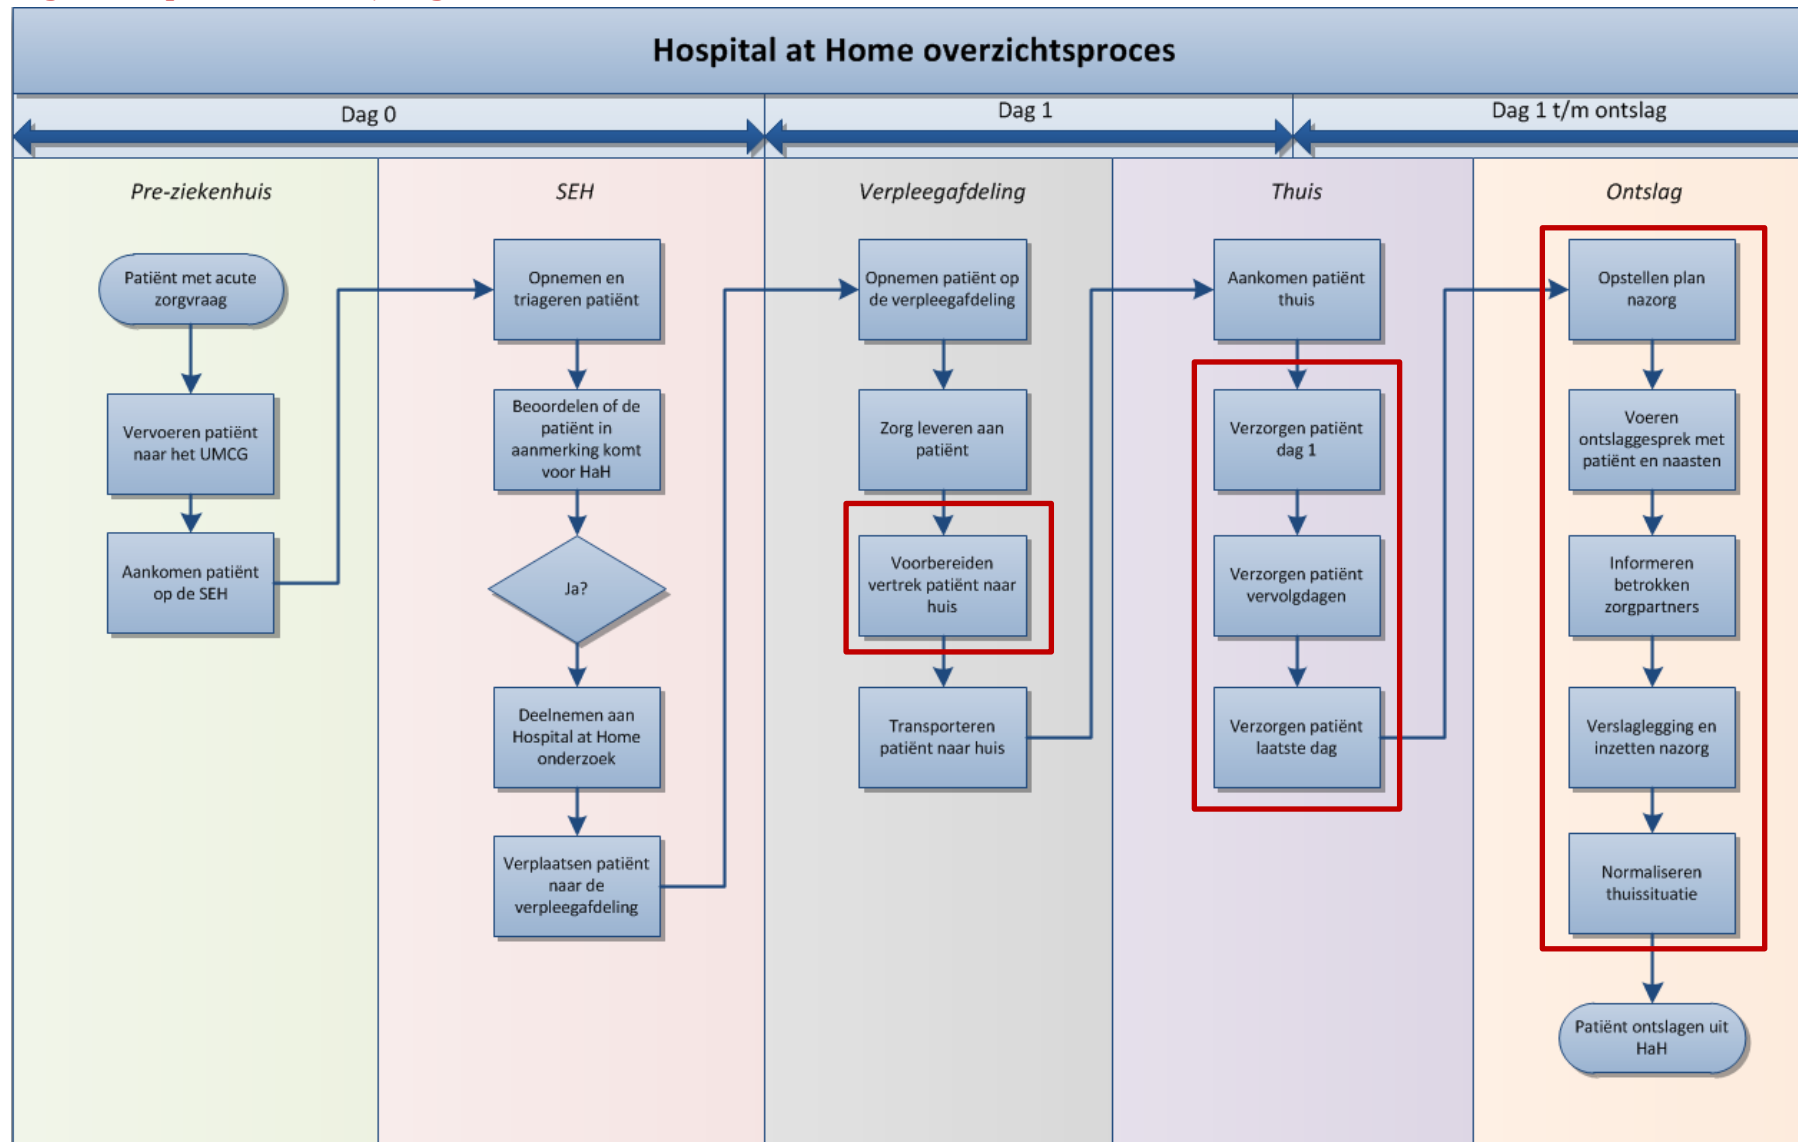 Hospital at Home overzichtsproces
Dag 0
Dag 1
Dag 1 t/m ontslag
Pre-ziekenhuis
Patiënt met acute
zorgvraag
Vervoeren patiënt
naar het UMCG
Aankomen patiënt
op de SEH
SEH
Opnemen en
triageren patiënt
Beoordelen of de
patiënt in
aanmerking komt
voor HaH
Ja?
Deelnemen aan
Hospital at Home
onderzoek
Verplaatsen patiënt
naar de
verpleegafdeling
Verpleegafdeling
Opnemen patiënt op
de verpleegafdeling
Zorg leveren aan
patiënt
Voorbereiden
vertrek patiënt naar
huis
Transporteren
patiënt naar huis
Thuis
Aankomen patiënt
thuis
Verzorgen patiënt
dag 1
Verzorgen patiënt
vervolgdagen
Verzorgen patiënt
laatste dag
Ontslag
Opstellen plan
nazorg
Voeren
ontslaggesprek met
patiënt en naasten
Informeren
betrokken
zorgpartners
Verslaglegging en
inzetten nazorg
Normaliseren
thuissituatie
Patiënt ontslagen uit
HaH